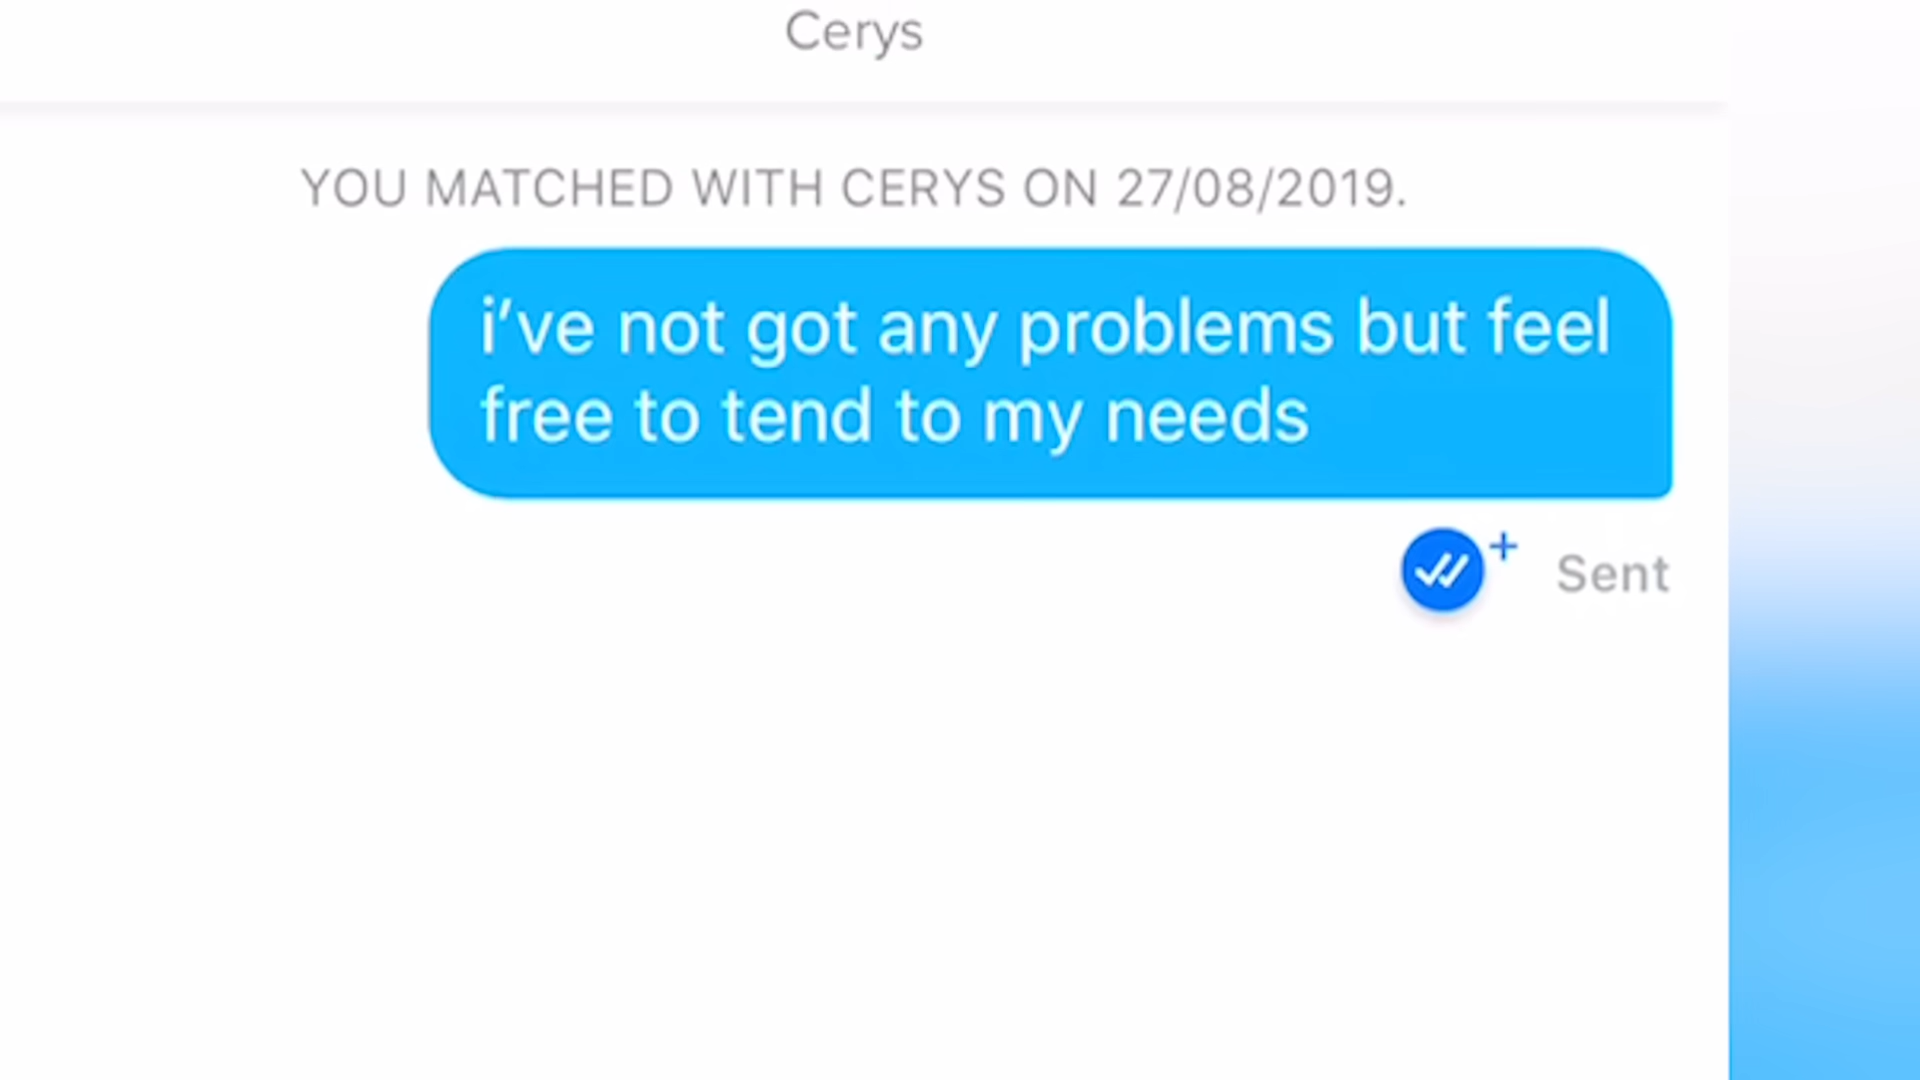 Cerys
YOU MATCHED WITH CERYS ON 27/08/2019.
i've not got any problems but feel
free to tend to my needs
Sent